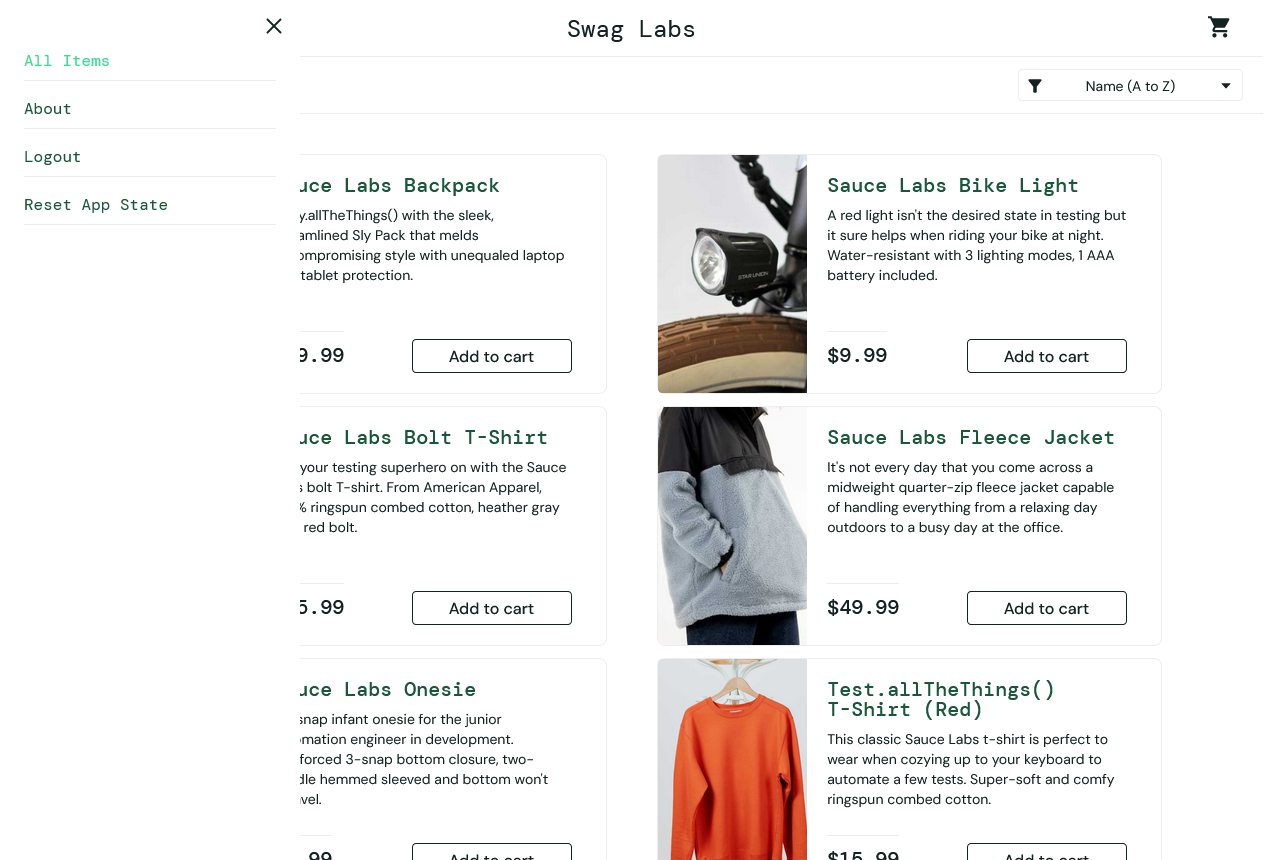 Swag Labs
All Items
About
Logout
Reset App State
Name (A to Z)
Labs Backpack
.allTheThings() with the sleek,
Sly Pack that melds
style with unequaled laptop
tablet protection.
9.99
Add to cart
Sauce Labs Bike Light
A red light isn't the desired state in testing but
it sure helps when riding your bike at night.
Water-resistant with 3 lighting modes, 1 AAA
battery included.
$9.99
Add to cart
STAR UNION
Labs Bolt T-Shirt
your testing superhero on with the Sauce
bolt T-shirt. From American Apparel,
ringspun combed cotton, heather gray
red bolt.
5.99
Add to cart
Sauce Labs Fleece Jacket
It's not every day that you come across a
midweight quarter-zip fleece jacket capable
of handling everything from a relaxing day
outdoors to a busy day at the office.
$49.99
Add to cart
Labs Onesie
snap infant onesie for the junior
engineer in development.
3-snap bottom closure, two-
hemmed sleeved and bottom won't
.99
Add to cart
Test.allTheThings()
T-Shirt (Red)
This classic Sauce Labs t-shirt is perfect to
wear when cozying up to your keyboard to
automate a few tests. Super-soft and comfy
ringspun combed cotton.
$15.99
Add to cart